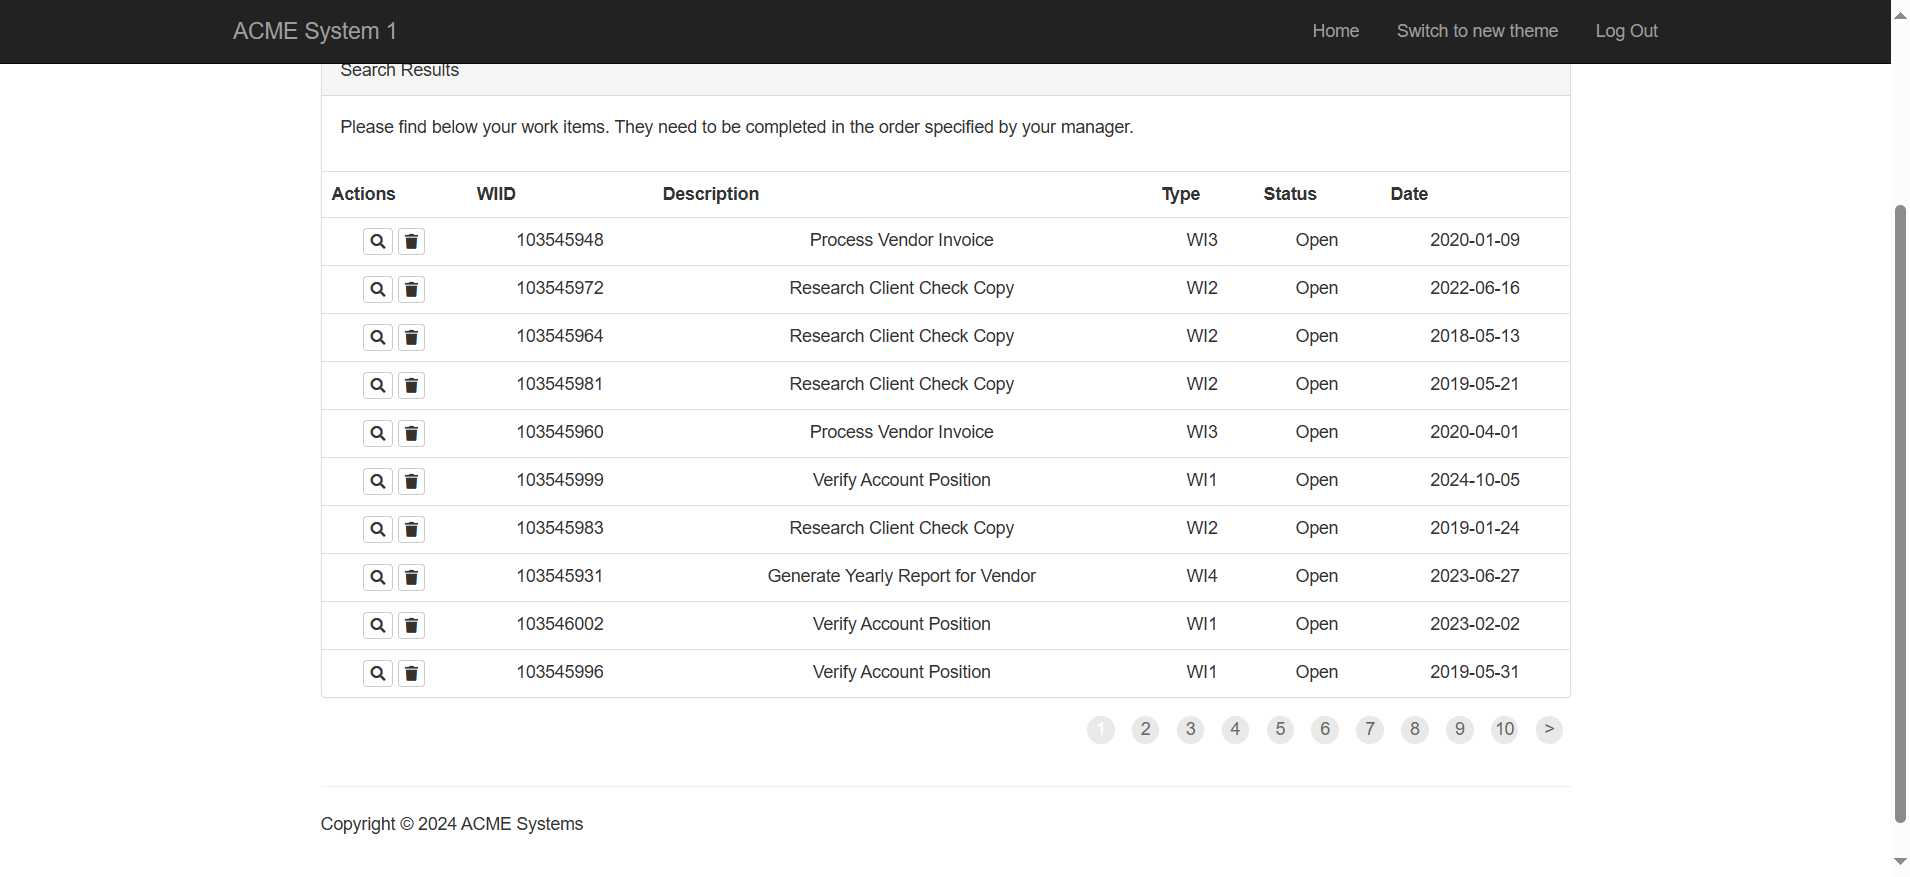 ACME System 1 Home Switch to new theme Log Out
Search Results
Please find below your work items. They need to be completed in the order specified by your manager.
Actions WIID Description Type Status Date
103545948 Process Vendor Invoice WI3 Open 2020-01-09
103545972 Research Client Check Copy WI2 Open 2022-06-16
103545964 Research Client Check Copy WI2 Open 2018-05-13
103545981 Research Client Check Copy WI2 Open 2019-05-21
103545960 Process Vendor Invoice WI3 Open 2020-04-01
103545999 Verify Account Position WI1 Open 2024-10-05
103545983 Research Client Check Copy WI2 Open 2019-01-24
103545931 Generate Yearly Report for Vendor WI4 Open 2023-06-27
103546002 Verify Account Position WI1 Open 2023-02-02
103545996 Verify Account Position WI1 Open 2019-05-31
1 2 3 4 5 6 7 8 9 10 >
Copyright © 2024 ACME Systems